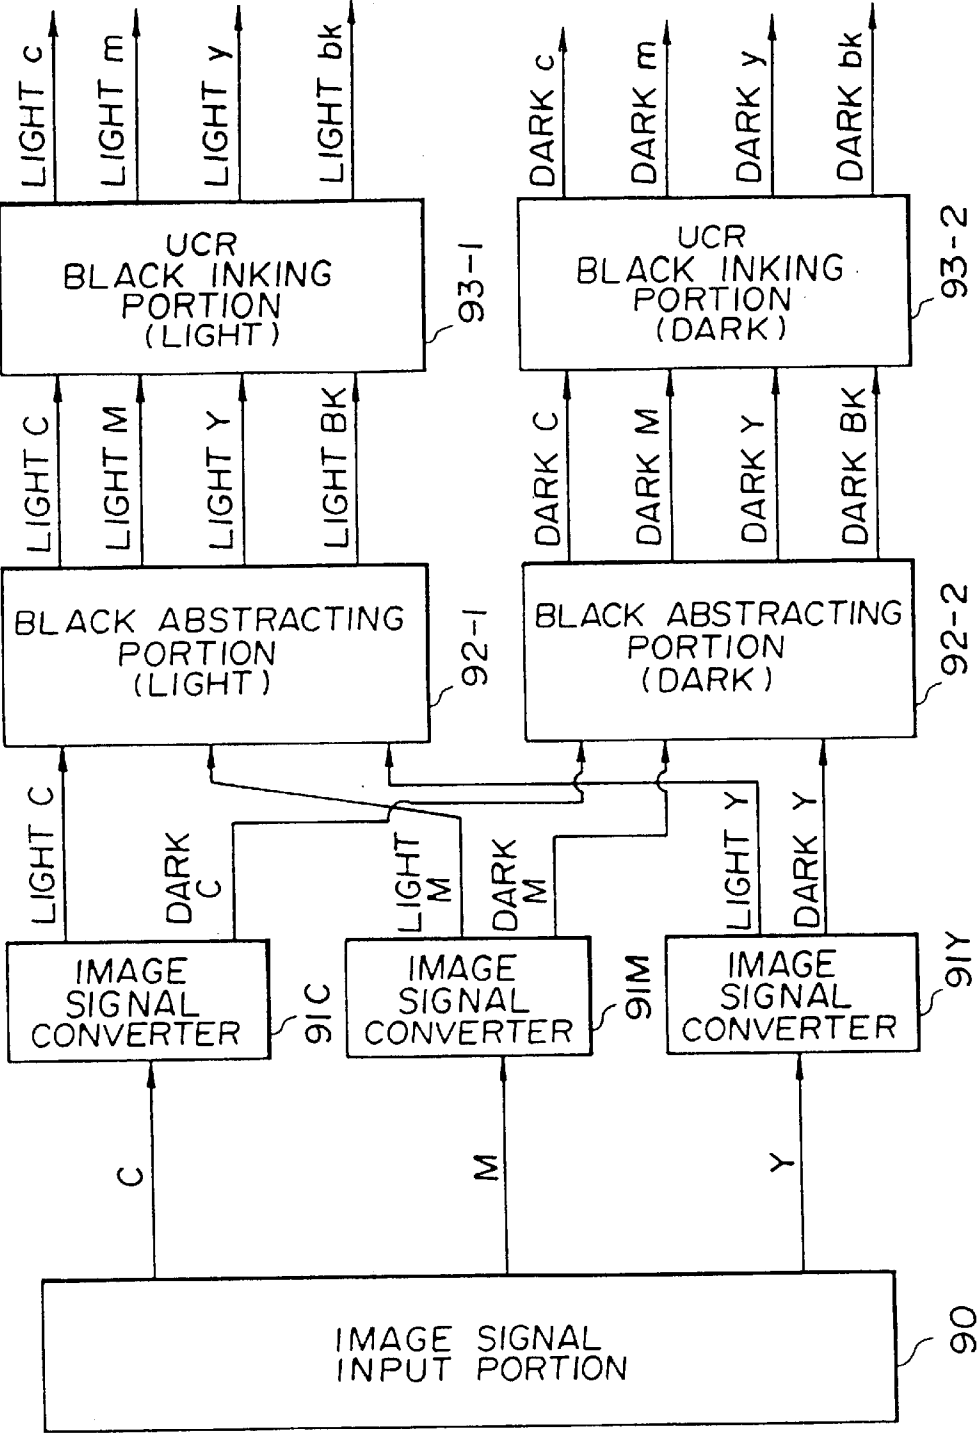 LIGHT c
LIGHT m
LIGHT y
LIGHT bk
DARK c
DARK m
DARK y
DARK bk
UCR
BLACK INKING
PORTION
(LIGHT)
93-1
UCR
BLACK INKING
PORTION
(DARK)
93-2
LIGHT C
LIGHT M
LIGHT Y
LIGHT BK
DARK C
DARK M
DARK Y
DARK BK
BLACK ABSTRACTING
PORTION
(LIGHT)
92-1
BLACK ABSTRACTING
PORTION
(DARK)
92-2
LIGHT C
DARK
C
LIGHT
M
DARK
M
LIGHT Y
DARK Y
IMAGE
SIGNAL
CONVERTER
91C
IMAGE
SIGNAL
CONVERTER
91M
IMAGE
SIGNAL
CONVERTER
91Y
C
M
Y
IMAGE SIGNAL
INPUT PORTION
90